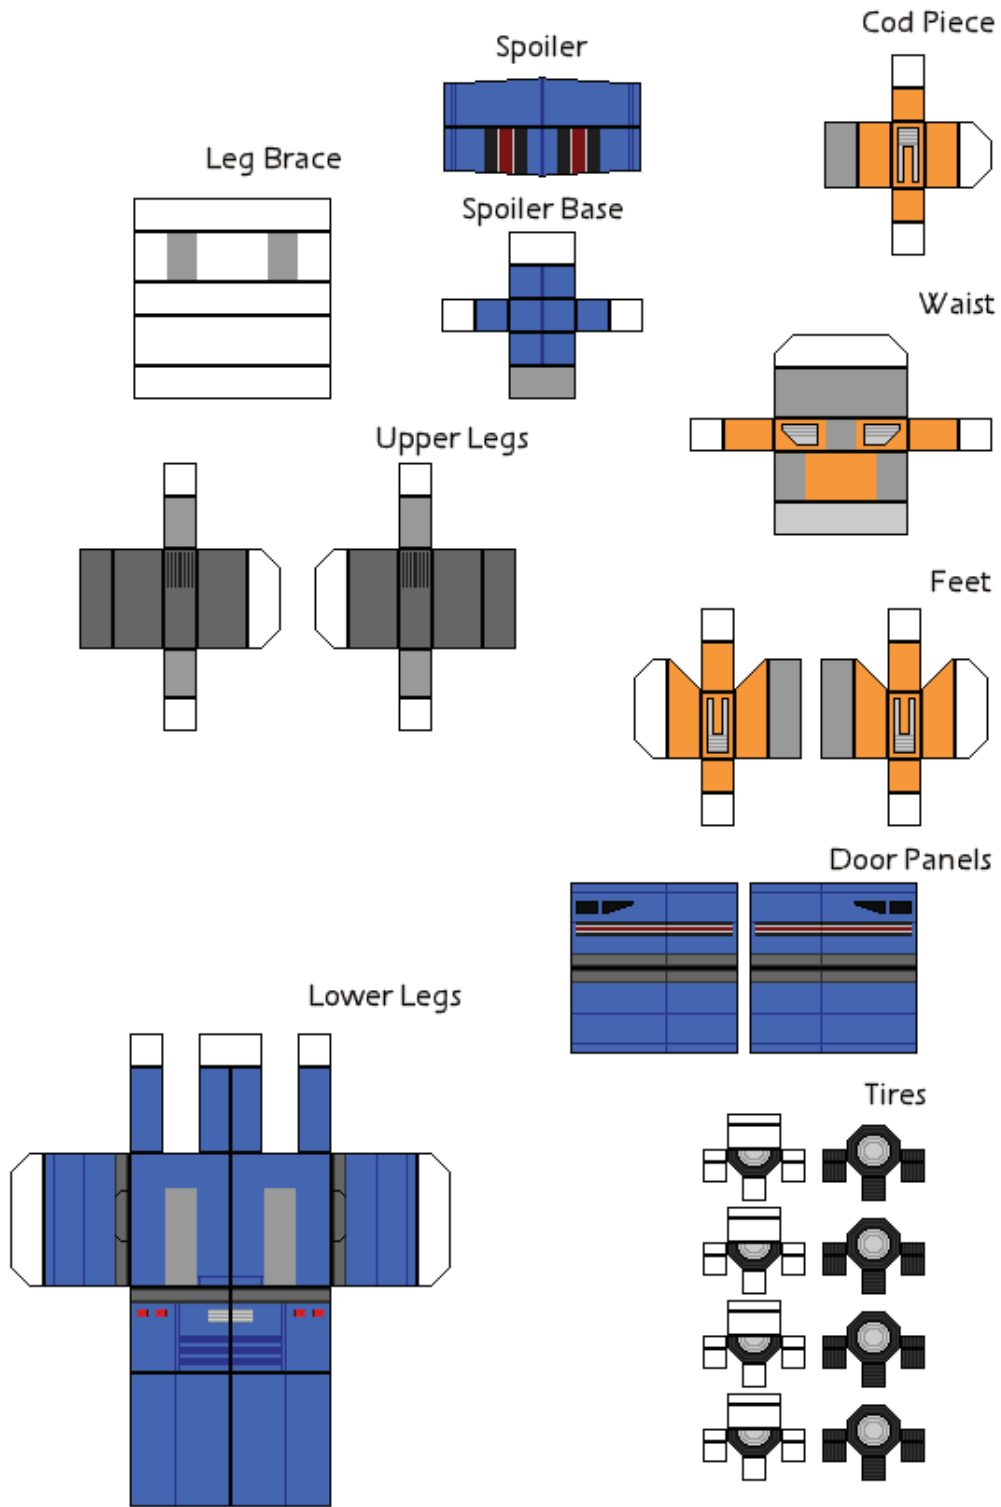 Cod Piece
Spoiler
Leg Brace
Spoiler Base
Waist
Upper Legs
Feet
Door Panels
Lower Legs
Tires